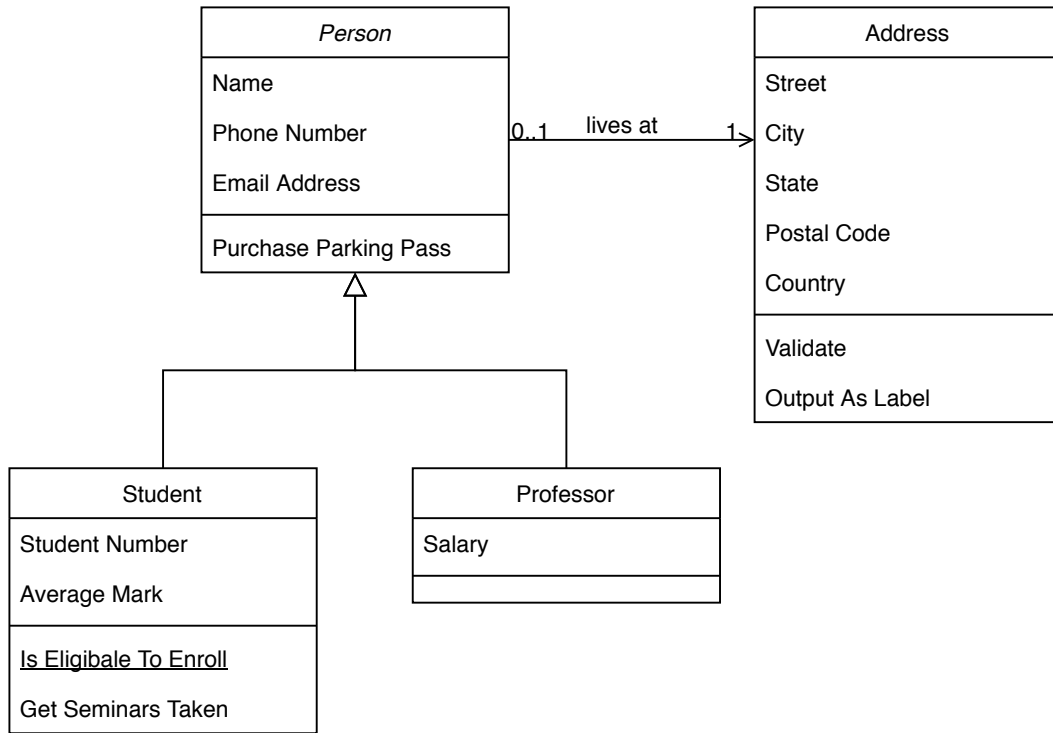 Person
Name
Phone Number
Email Address
Purchase Parking Pass
0..1
lives at
1
Address
Street
City
State
Postal Code
Country
Validate
Output As Label
Student
Student Number
Average Mark
Is Eligibale To Enroll
Get Seminars Taken
Professor
Salary